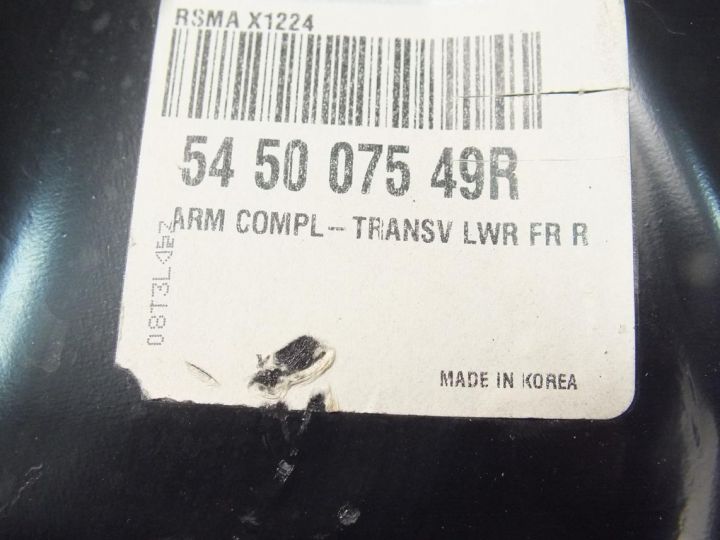 RSMA X1224
54 50 075 49R
ARM COMPL-TRANSV LWR FR R
MADE IN KOREA